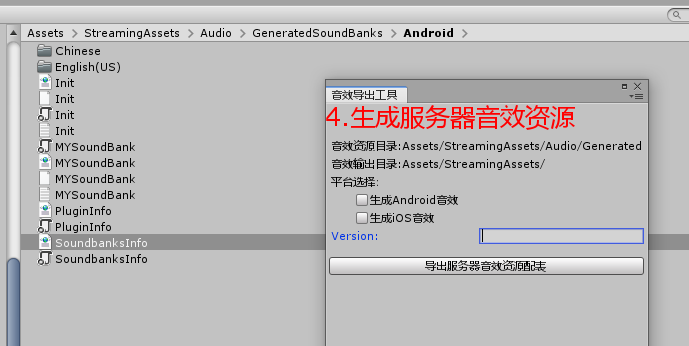 Assets > StreamingAssets > Audio > GeneratedSoundBanks > Android >
Chinese
English(US)
Init
Init
Init
Init
MYSoundBank
MYSoundBank
MYSoundBank
MYSoundBank
PluginInfo
PluginInfo
SoundbanksInfo
SoundbanksInfo
音效导出工具
4.生成服务器音效资源
音效资源目录:Assets/StreamingAssets/Audio/Generated
音效输出目录:Assets/StreamingAssets/
平台选择:
生成Android音效
生成iOS音效
Version:
导出服务器音效资源配表